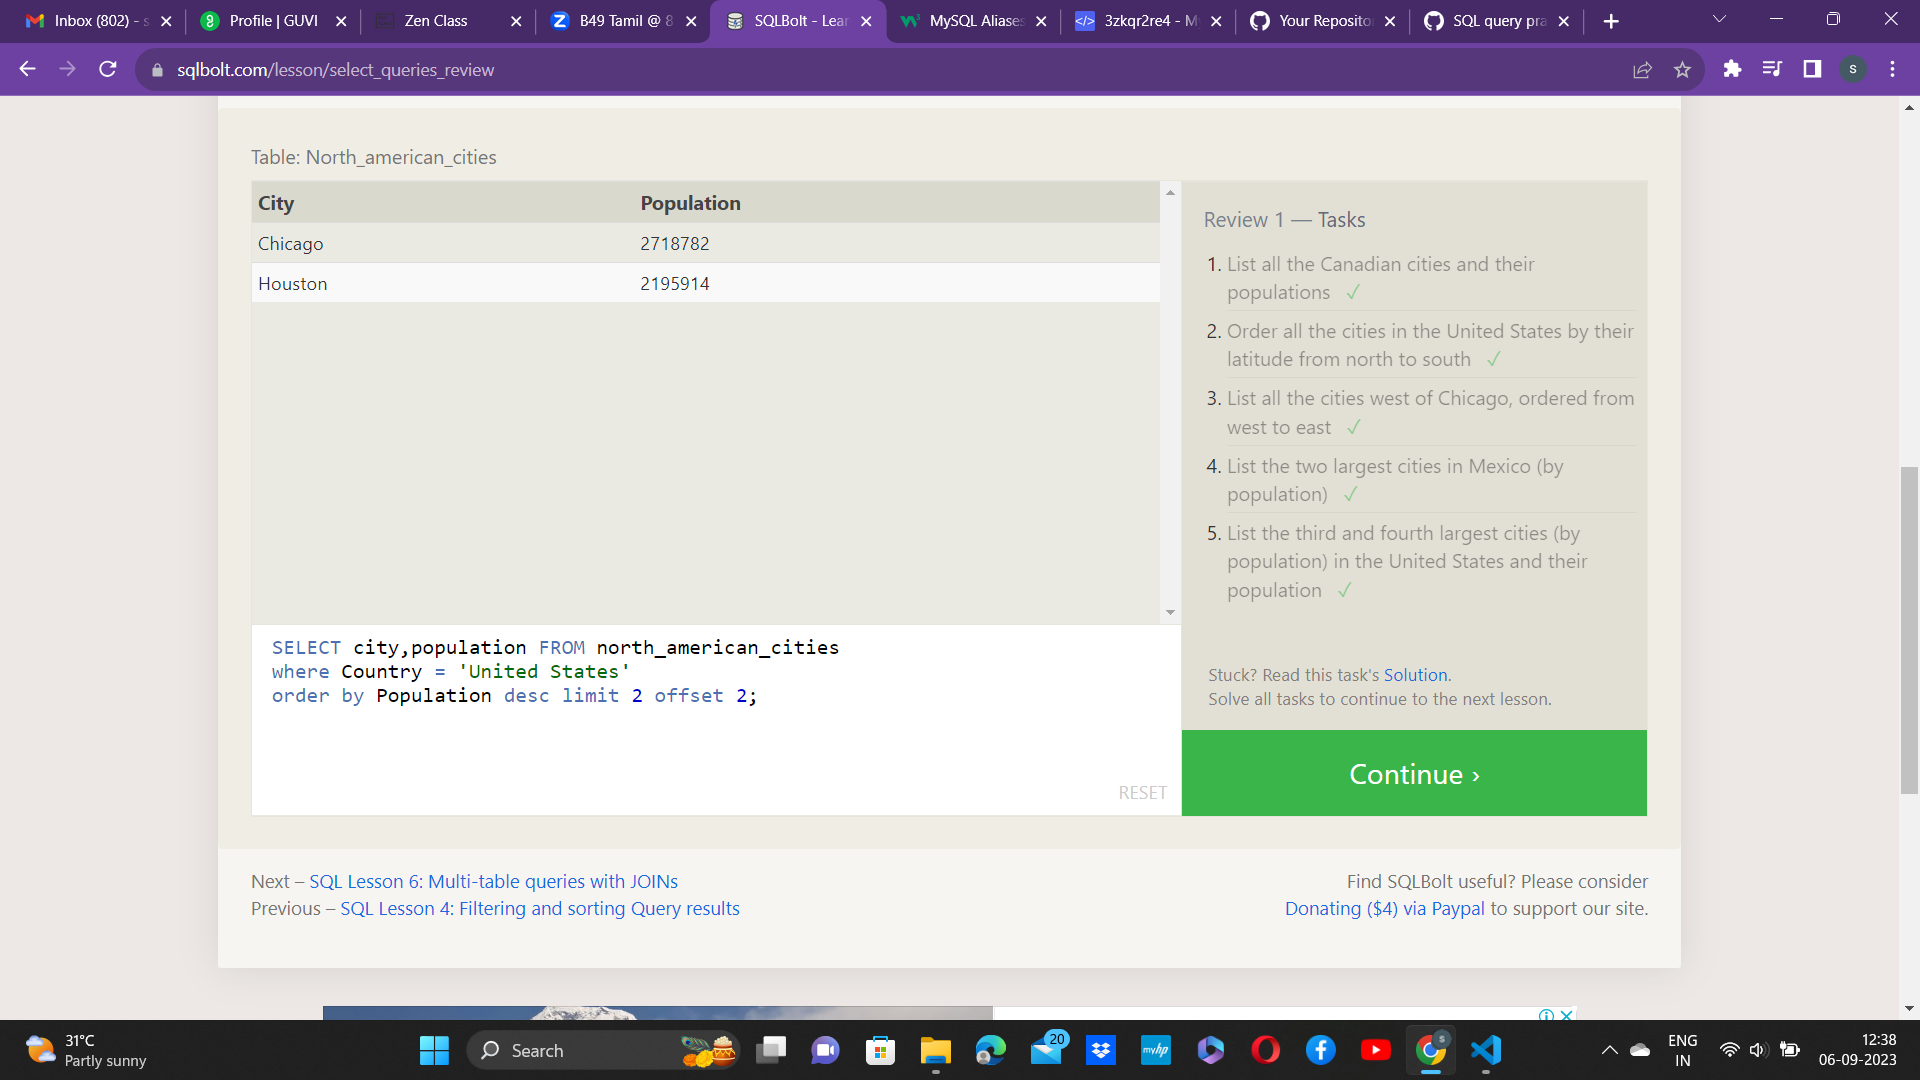 Inbox (802) - s
Profile | GUVI
Zen Class
B49 Tamil @ 8
SQLBolt - Lear
MySQL Aliases
3zkqr2re4 - My
Your Reposito
SQL query pra
sqlbolt.com/lesson/select_queries_review
s
Table: North_american_cities
City Population
Chicago 2718782
Houston 2195914
Review 1 — Tasks
1. List all the Canadian cities and their
populations ✓
2. Order all the cities in the United States by their
latitude from north to south ✓
3. List all the cities west of Chicago, ordered from
west to east ✓
4. List the two largest cities in Mexico (by
population) ✓
5. List the third and fourth largest cities (by
population) in the United States and their
population ✓
SELECT city,population FROM north_american_cities
where Country = 'United States'
order by Population desc limit 2 offset 2;
RESET
Stuck? Read this task's Solution.
Solve all tasks to continue to the next lesson.
Continue ›
Next – SQL Lesson 6: Multi-table queries with JOINs
Previous – SQL Lesson 4: Filtering and sorting Query results
Find SQLBolt useful? Please consider
Donating ($4) via Paypal to support our site.
31°C
Partly sunny
Search
20
myhp
S
ENG
IN
12:38
06-09-2023